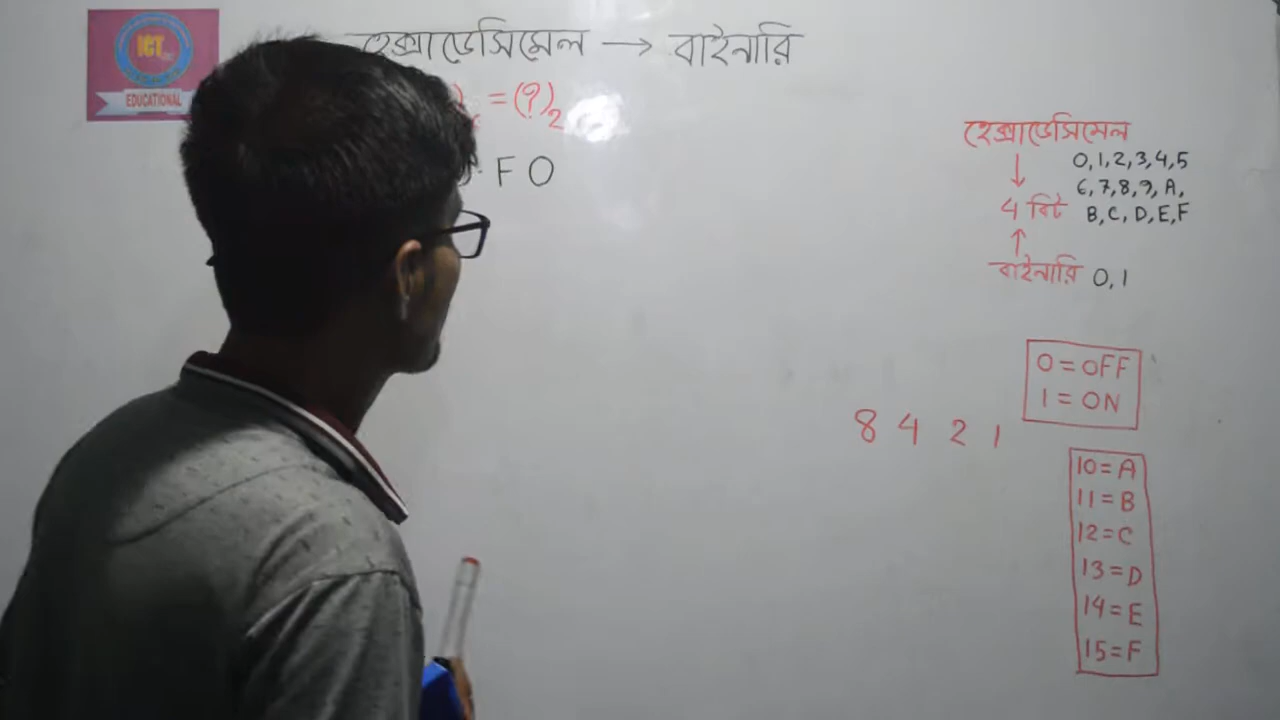 ICT
EDUCATIONAL
হেক্সাডেসিমেল → বাইনারি
= (?)2
F 0
হেক্সাডেসিমেল
↓
0,1,2,3,4,5
6,7,8,9,A,
4 বিট B,C,D,E,F
↑
বাইনারি 0,1
0=OFF
1=ON
8 4 2 1
10=A
11=B
12=C
13=D
14=E
15=F